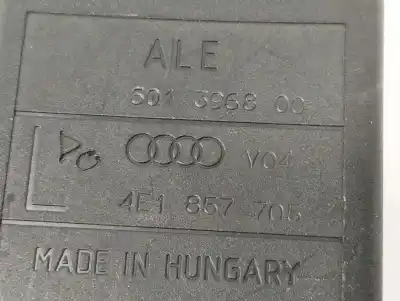 ALE
601 3968 00
V04
4E1 857 705
MADE IN HUNGARY